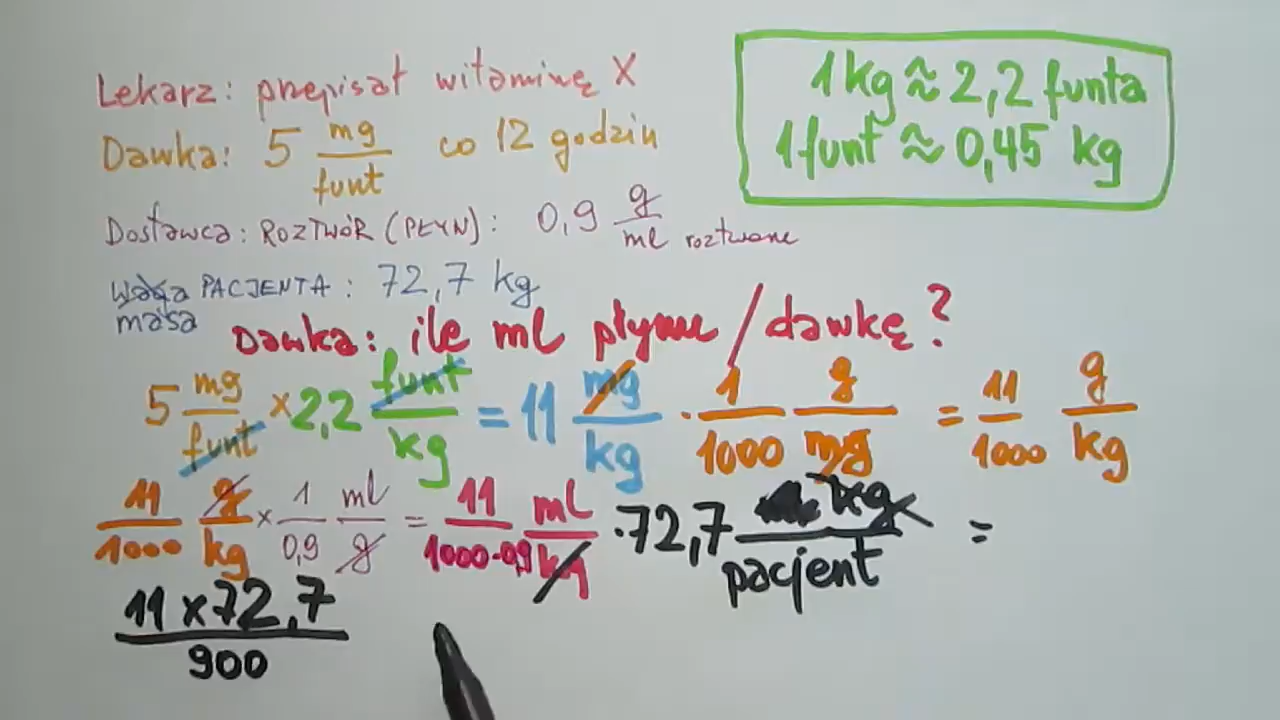 Lekarz: przepisał witaminę X
Dawka: 5 mg/funt co 12 godzin
Dostawca: ROZTWÓR (PŁYN): 0,9 g/ml roztworu
1 kg ≈ 2,2 funta
1 funt ≈ 0,45 kg
waga PACJENTA: 72,7 kg
masa
Dawka: ile ml płynu / dawkę?
5 mg/funt × 2,2 funt/kg = 11 mg/kg · 1/1000 g/mg = 11/1000 g/kg
11/1000 g/kg × 1/0,9 ml/g = 11/1000·0,9 ml/kg · 72,7 kg/pacjent =
11 × 72,7/900